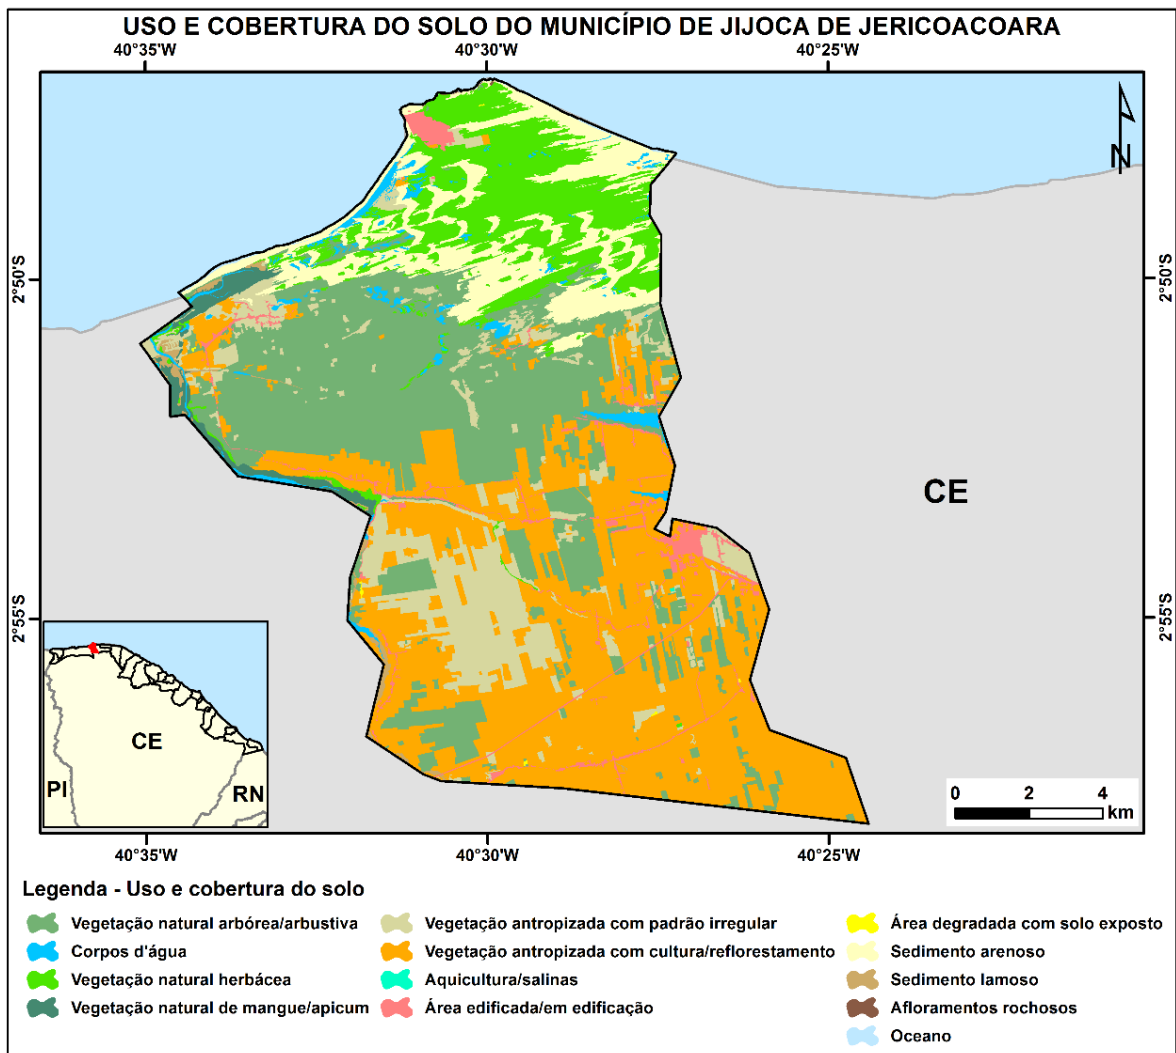 USO E COBERTURA DO SOLO DO MUNICÍPIO DE JIJOCA DE JERICOACOARA
40°35'W 40°30'W 40°25'W
N
2°50'S 2°50'S
CE
2°55'S 2°55'S
CE
PI
RN
0 2 4
km
40°35'W 40°30'W 40°25'W
Legenda - Uso e cobertura do solo
Vegetação natural arbórea/arbustiva
Corpos d'água
Vegetação natural herbácea
Vegetação natural de mangue/apicum
Vegetação antropizada com padrão irregular
Vegetação antropizada com cultura/reflorestamento
Aquicultura/salinas
Área edificada/em edificação
Área degradada com solo exposto
Sedimento arenoso
Sedimento lamoso
Afloramentos rochosos
Oceano